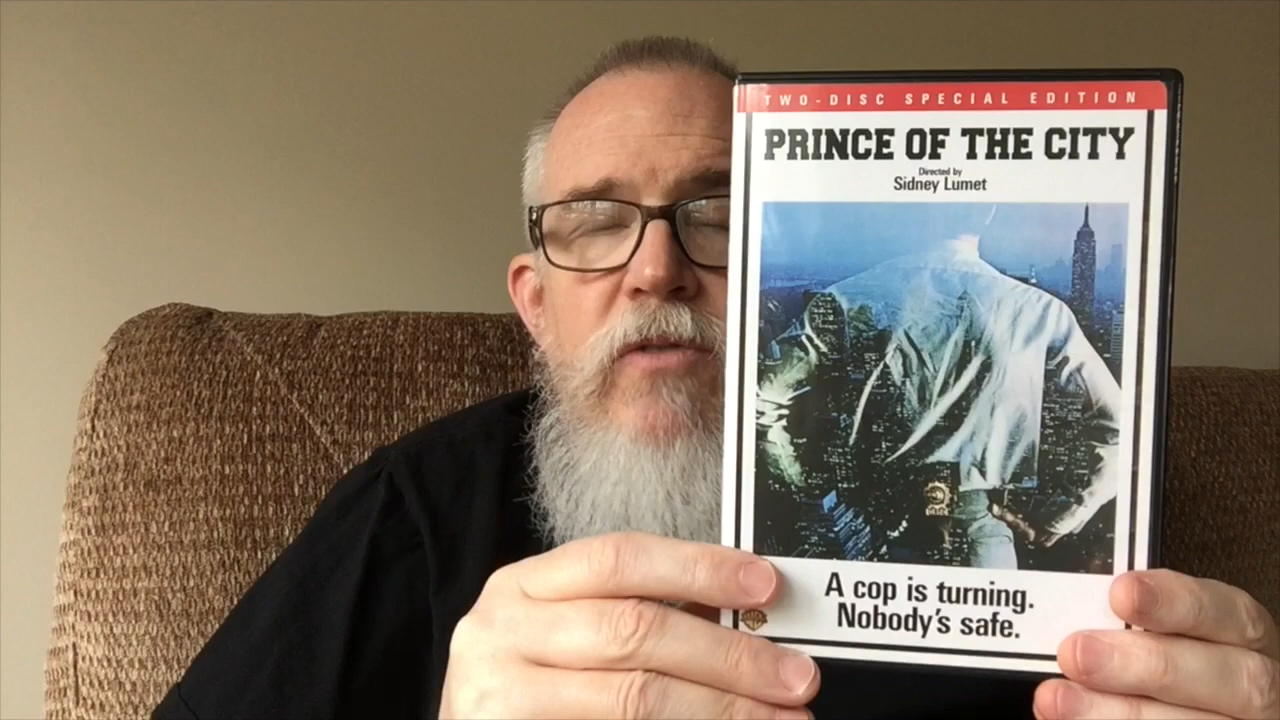 TWO-DISC SPECIAL EDITION
PRINCE OF THE CITY
Directed by
Sidney Lumet
A cop is turning.
Nobody's safe.